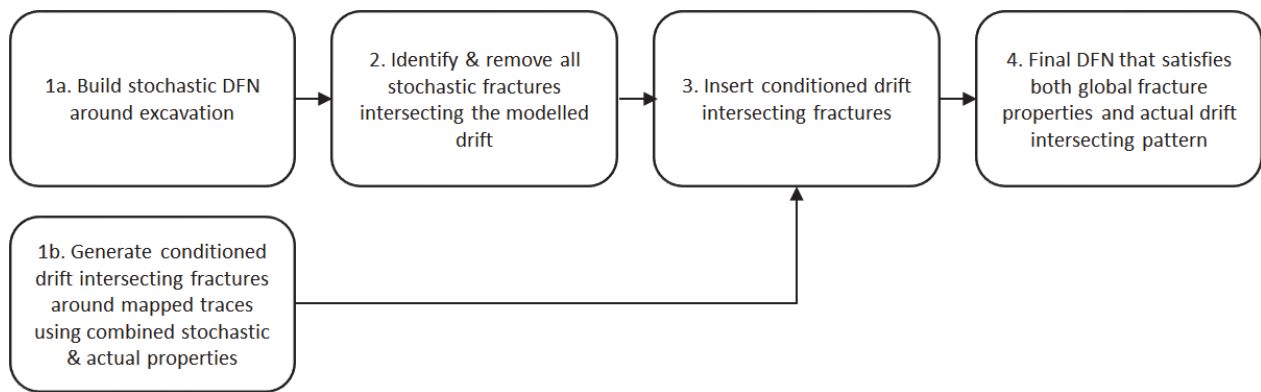 1a. Build stochastic DFN
around excavation
2. Identify & remove all
stochastic fractures
intersecting the modelled
drift
3. Insert conditioned drift
intersecting fractures
4. Final DFN that satisfies
both global fracture
properties and actual drift
intersecting pattern
1b. Generate conditioned
drift intersecting fractures
around mapped traces
using combined stochastic
& actual properties